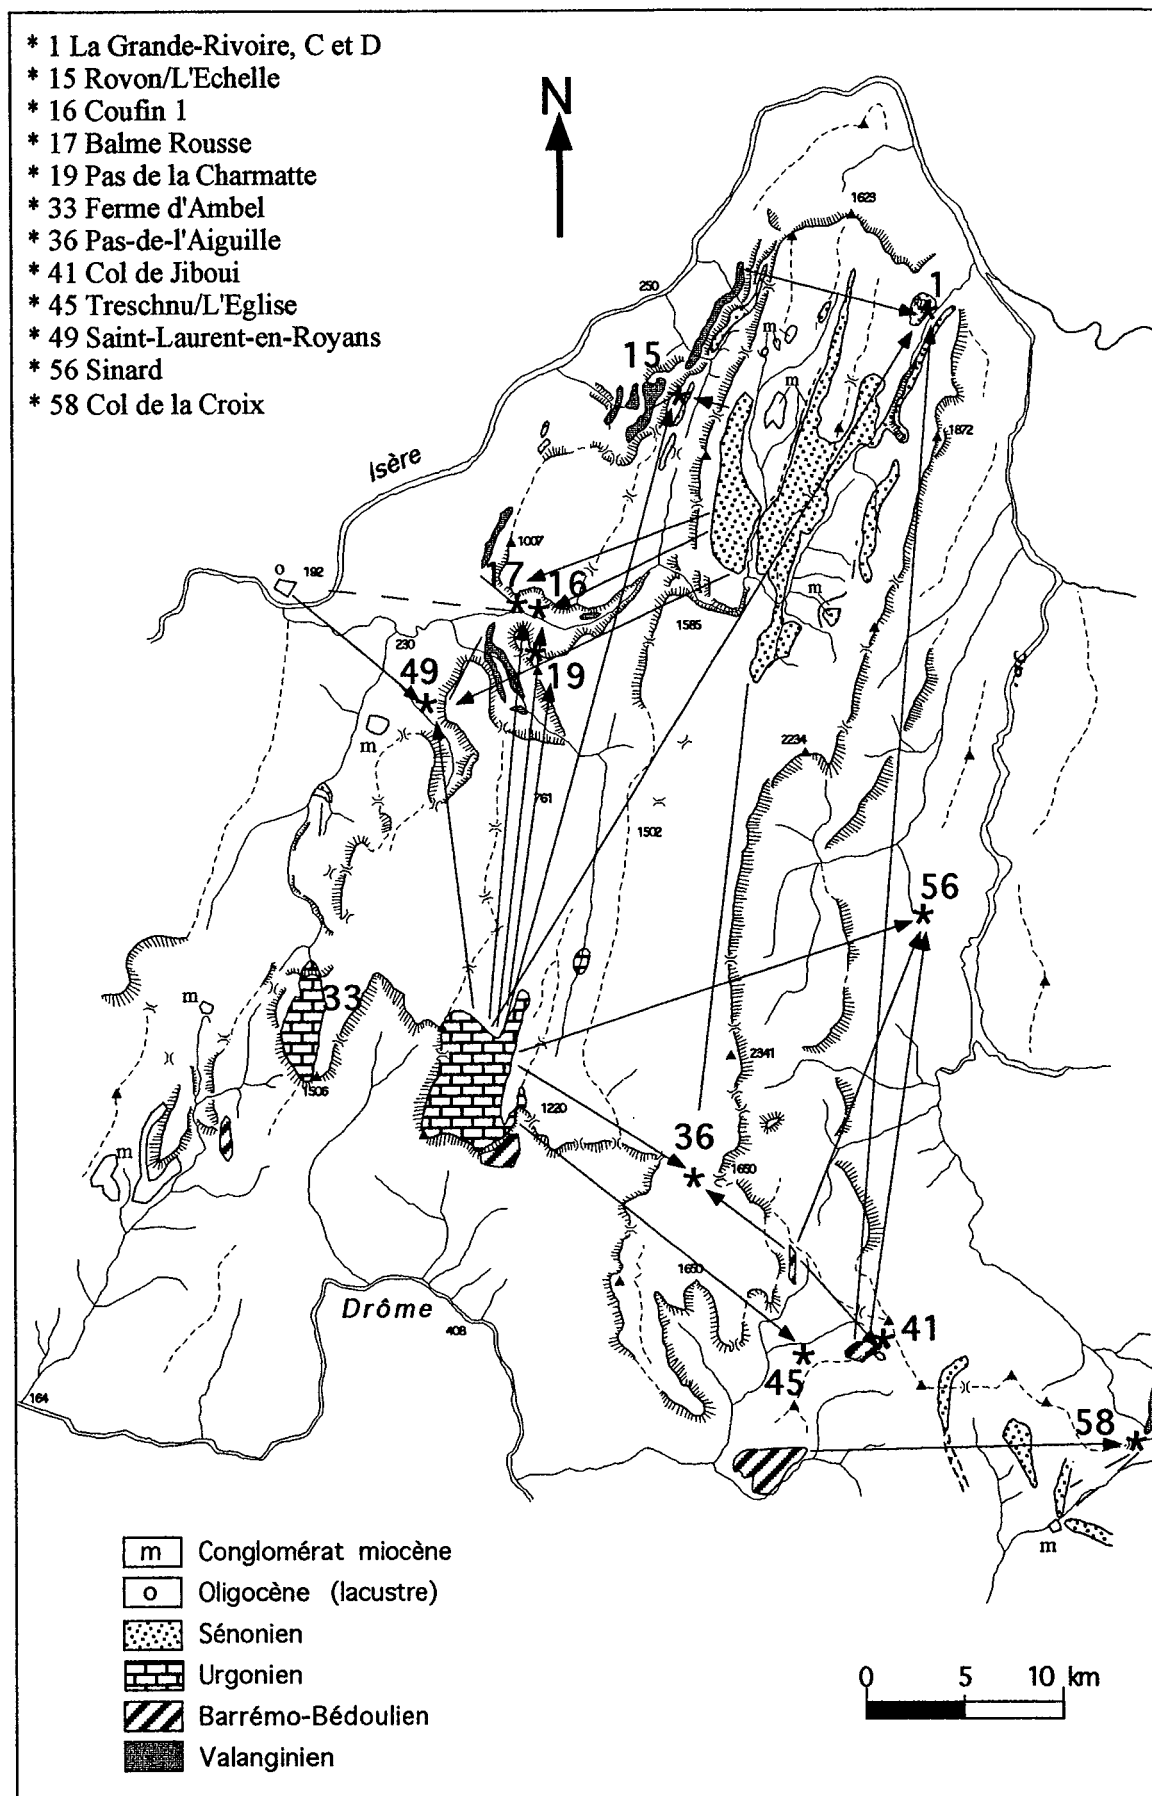 * 1 La Grande-Rivoire, C et D
* 15 Rovon/L'Echelle
* 16 Coufin 1
* 17 Balme Rousse
* 19 Pas de la Charmatte
* 33 Ferme d'Ambel
* 36 Pas-de-l'Aiguille
* 41 Col de Jiboui
* 45 Treschnu/L'Eglise
* 49 Saint-Laurent-en-Royans
* 56 Sinard
* 58 Col de la Croix
N
1623
250
1
m
15
m
1872
Isère
1007
o
192
17
16
m
1585
230
49
19
m
2234
761
1502
56
33
m
2341
1506
1220
m
36
1650
1650
Drôme
408
41
45
164
58
m
m Conglomérat miocène
o Oligocène (lacustre)
Sénonien
Urgonien
Barrémo-Bédoulien
Valanginien
0 5 10 km